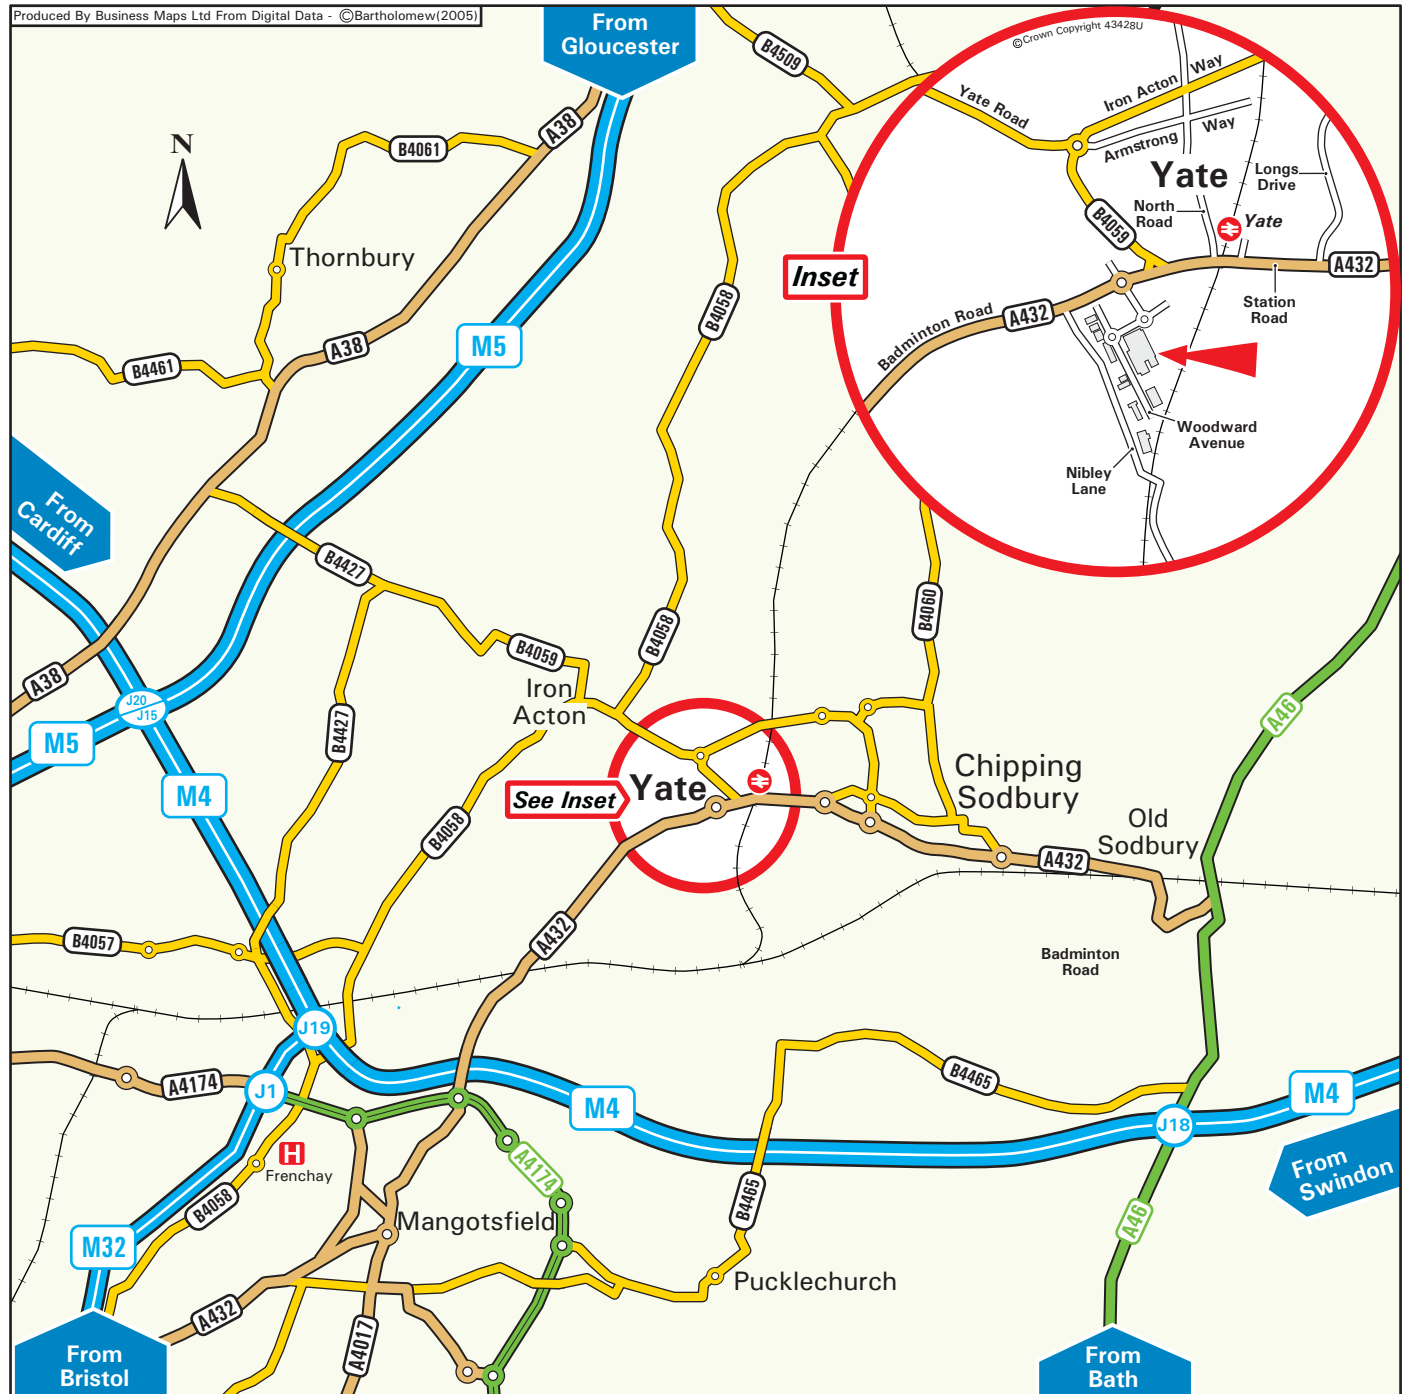 Produced By Business Maps Ltd From Digital Data - ©Bartholomew(2005)
From
Gloucester
©Crown Copyright 43428U
B4509
Yate Road
Iron Acton Way
Armstrong Way
Yate
Longs
Drive
North
Road
Yate
B4059
A432
Station
Road
Inset
Badminton Road
A432
Woodward
Avenue
Nibley
Lane
N
A38
B4061
Thornbury
A38
M5
B4461
B4058
From
Cardiff
B4427
B4059
B4058
B4060
A38
Iron
Acton
J20
J15
M5
B4427
M4
A46
See Inset
Yate
Chipping
Sodbury
B4058
Old
Sodbury
A432
A432
B4057
Badminton
Road
J19
A4174
J1
M4
B4465
M4
J18
H
Frenchay
A4174
From
Swindon
B4058
B4465
A46
Mangotsfield
M32
Pucklechurch
A432
A4017
From
Bristol
From
Bath